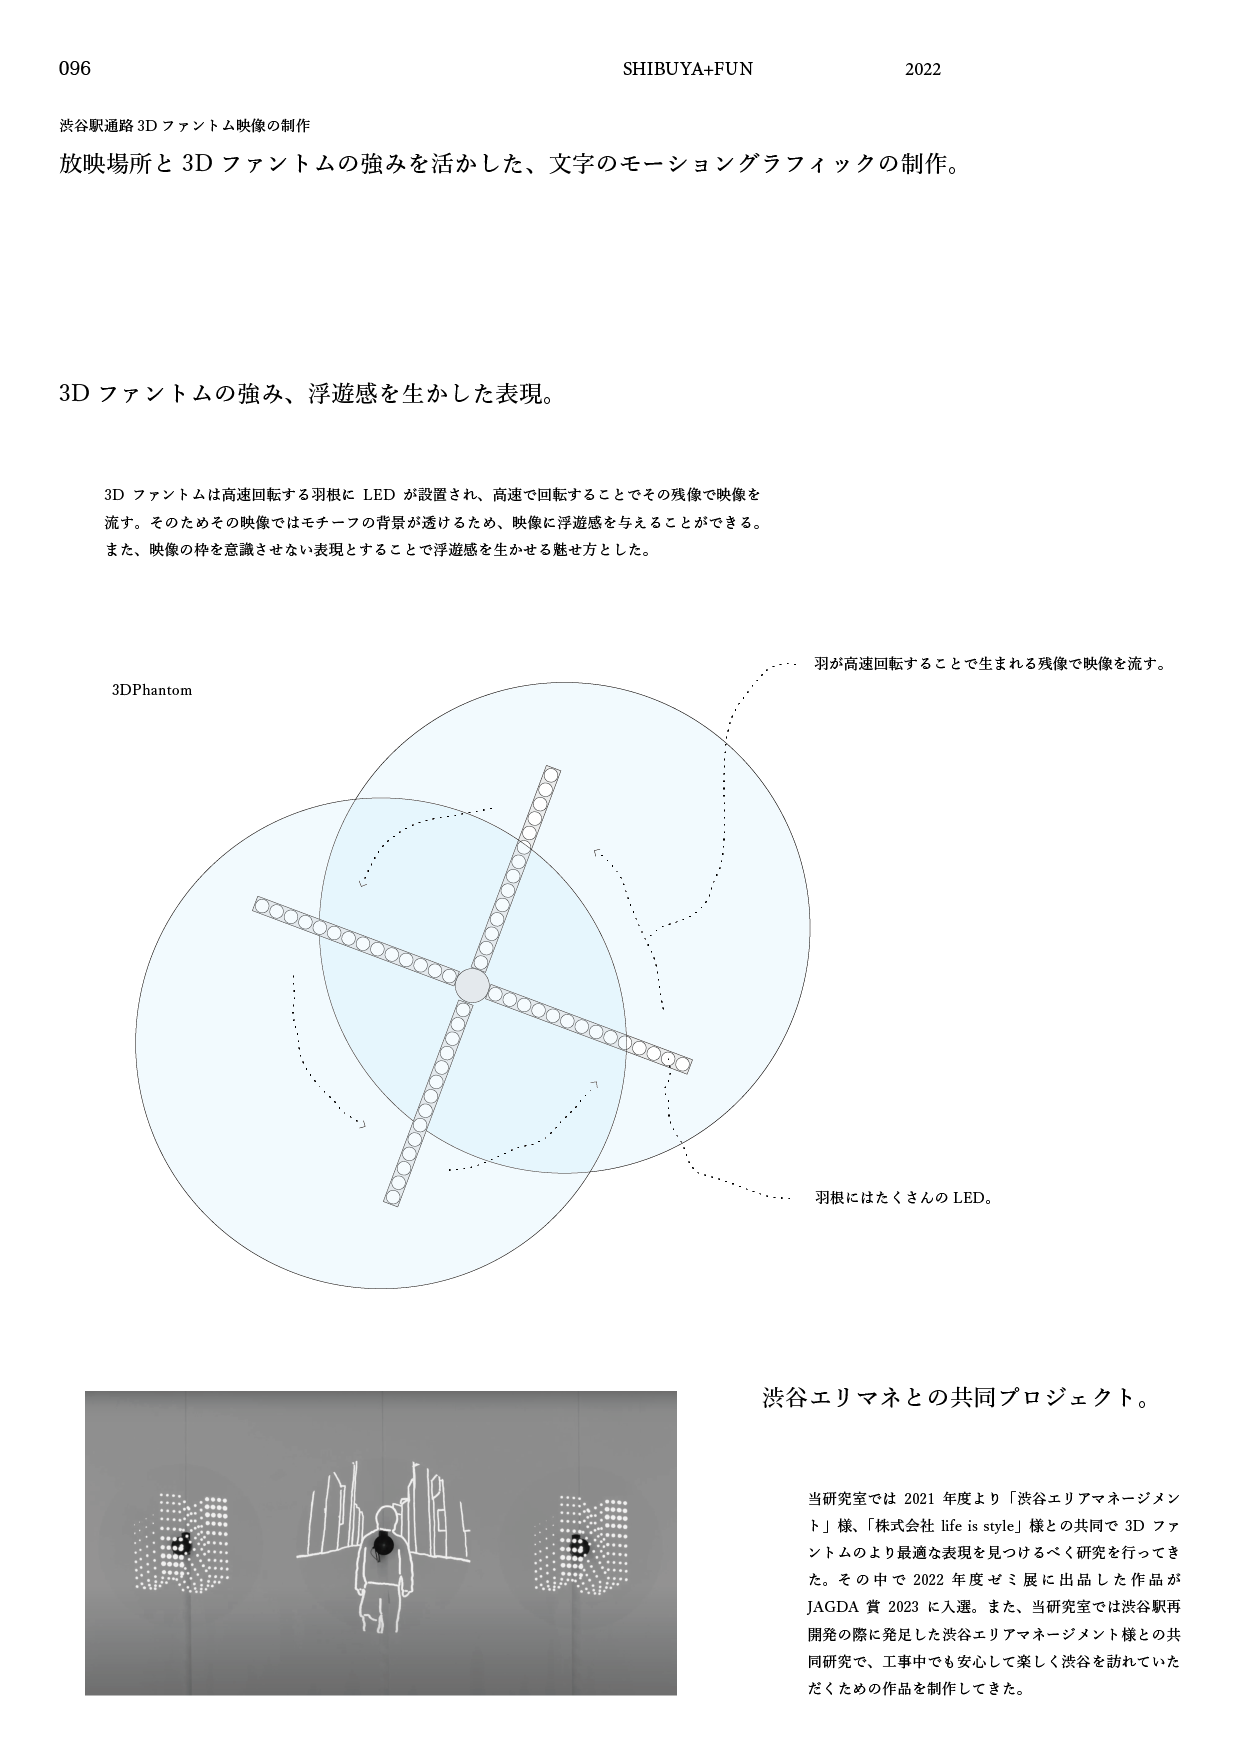 096
SHIBUYA+FUN
2022
渋谷駅通路 3D ファントム映像の制作
放映場所と 3D ファントムの強みを活かした、文字のモーショングラフィックの制作。
3D ファントムの強み、浮遊感を生かした表現。
3D ファントムは高速回転する羽根に LED が設置され、高速で回転することでその残像で映像を
流す。そのためその映像ではモチーフの背景が透けるため、映像に浮遊感を与えることができる。
また、映像の枠を意識させない表現とすることで浮遊感を生かせる魅せ方とした。
羽が高速回転することで生まれる残像で映像を流す。
3DPhantom
羽根にはたくさんの LED。
渋谷エリマネとの共同プロジェクト。
当研究室では 2021 年度より「渋谷エリアマネージメン
ト」様、「株式会社 life is style」様との共同で 3D ファ
ントムのより最適な表現を見つけるべく研究を行ってき
た。その中で 2022 年度ゼミ展に出品した作品が
JAGDA 賞 2023 に入選。また、当研究室では渋谷駅再
開発の際に発足した渋谷エリアマネージメント様との共
同研究で、工事中でも安心して楽しく渋谷を訪れていた
だくための作品を制作してきた。